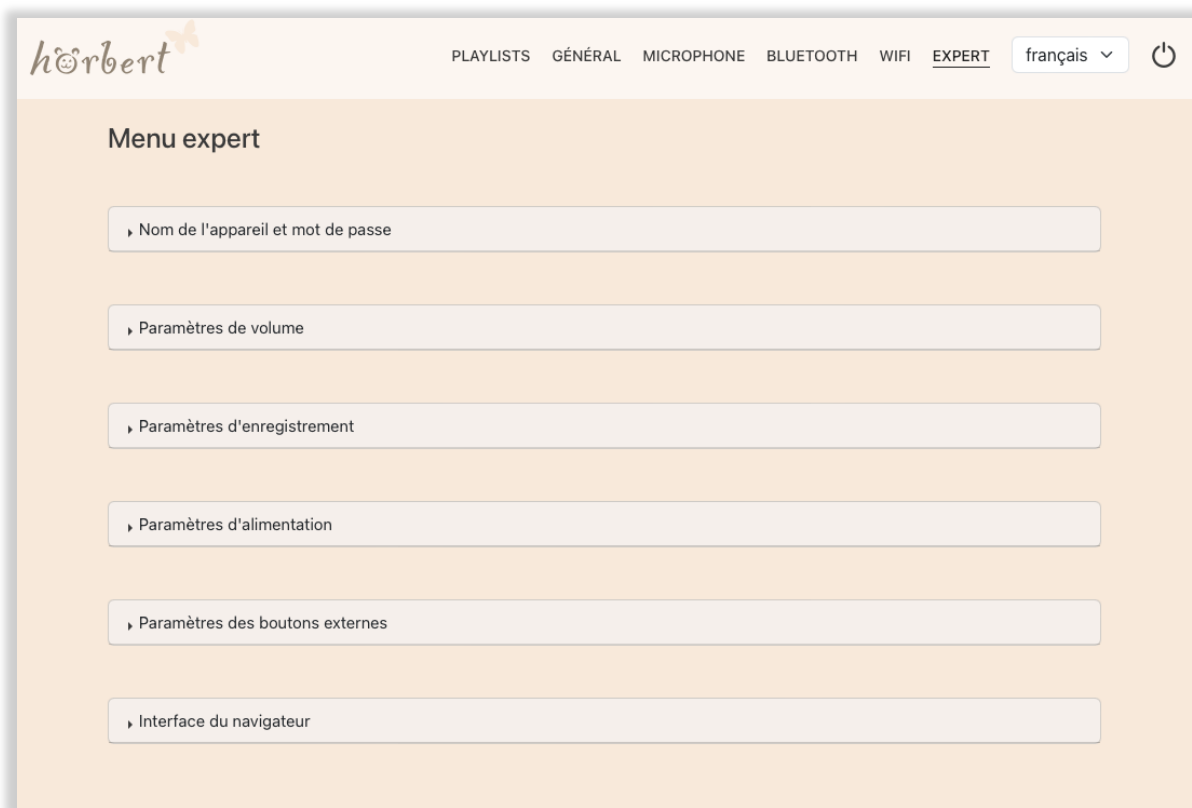 hörbert
PLAYLISTS GÉNÉRAL MICROPHONE BLUETOOTH WIFI EXPERT français
Menu expert
Nom de l'appareil et mot de passe
Paramètres de volume
Paramètres d'enregistrement
Paramètres d'alimentation
Paramètres des boutons externes
Interface du navigateur